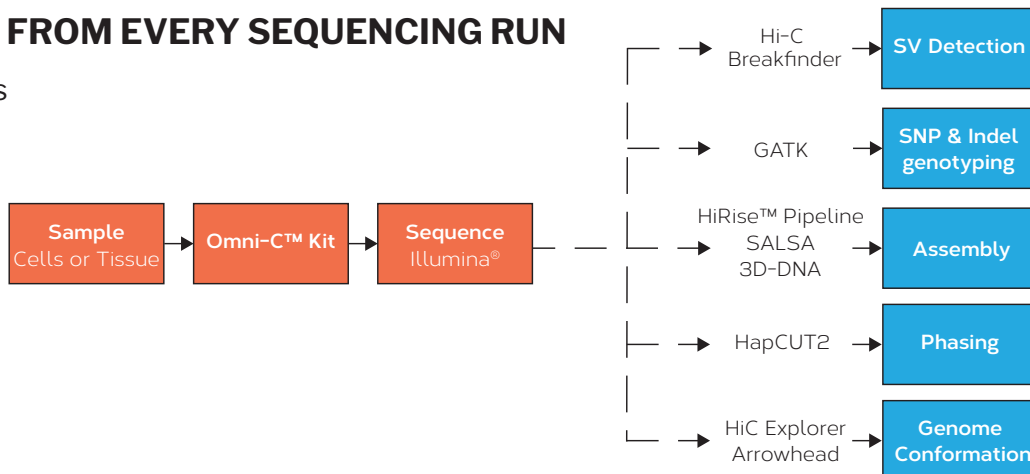 FROM EVERY SEQUENCING RUN
s
Hi-C
Breakfinder
SV Detection
GATK
SNP & Indel
genotyping
Sample
Cells or Tissue
Omni-C™ Kit
Sequence
Illumina®
HiRise™ Pipeline
SALSA
3D-DNA
Assembly
HapCUT2
Phasing
HiC Explorer
Arrowhead
Genome
Conformation